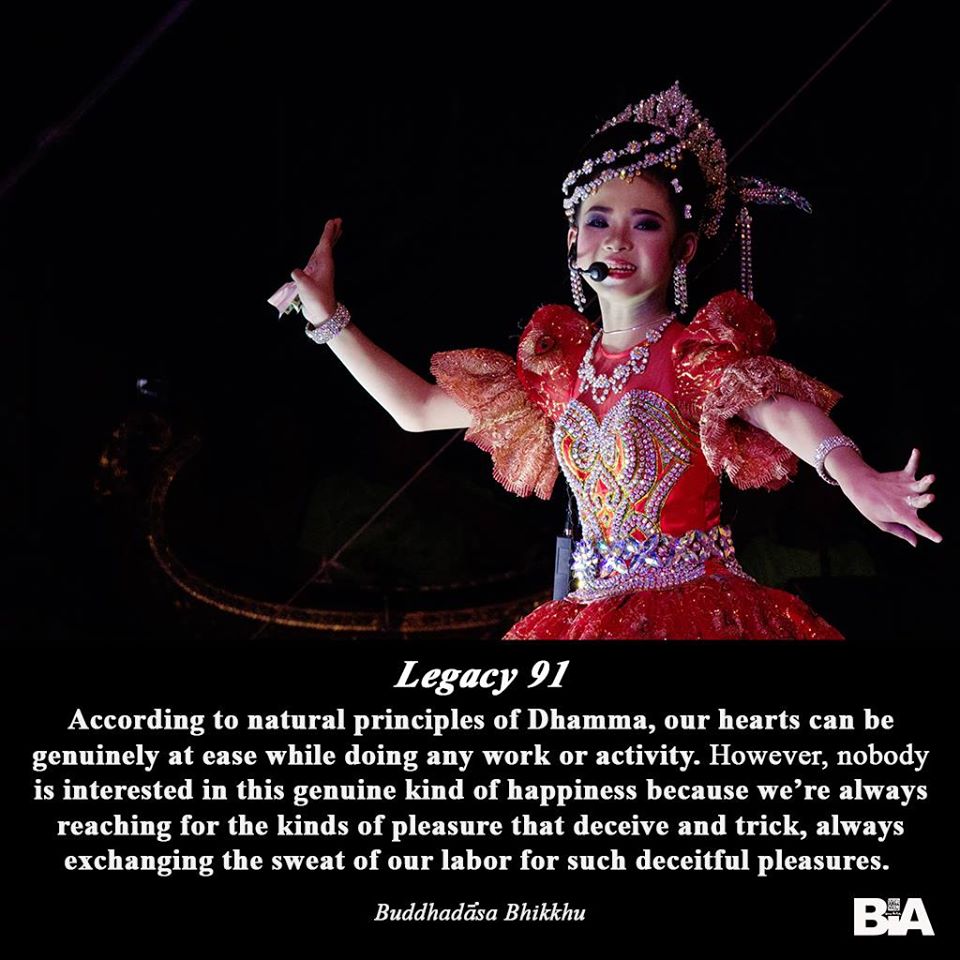 Legacy 91
According to natural principles of Dhamma, our hearts can be
genuinely at ease while doing any work or activity. However, nobody
is interested in this genuine kind of happiness because we’re always
reaching for the kinds of pleasure that deceive and trick, always
exchanging the sweat of our labor for such deceitful pleasures.
Buddhadāsa Bhikkhu
BIA